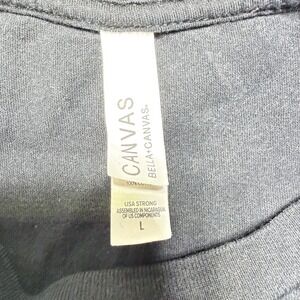 CANVAS
BELLA+CANVAS®
USA STRONG
ASSEMBLED IN NICARAGUA
OF US COMPONENTS
L